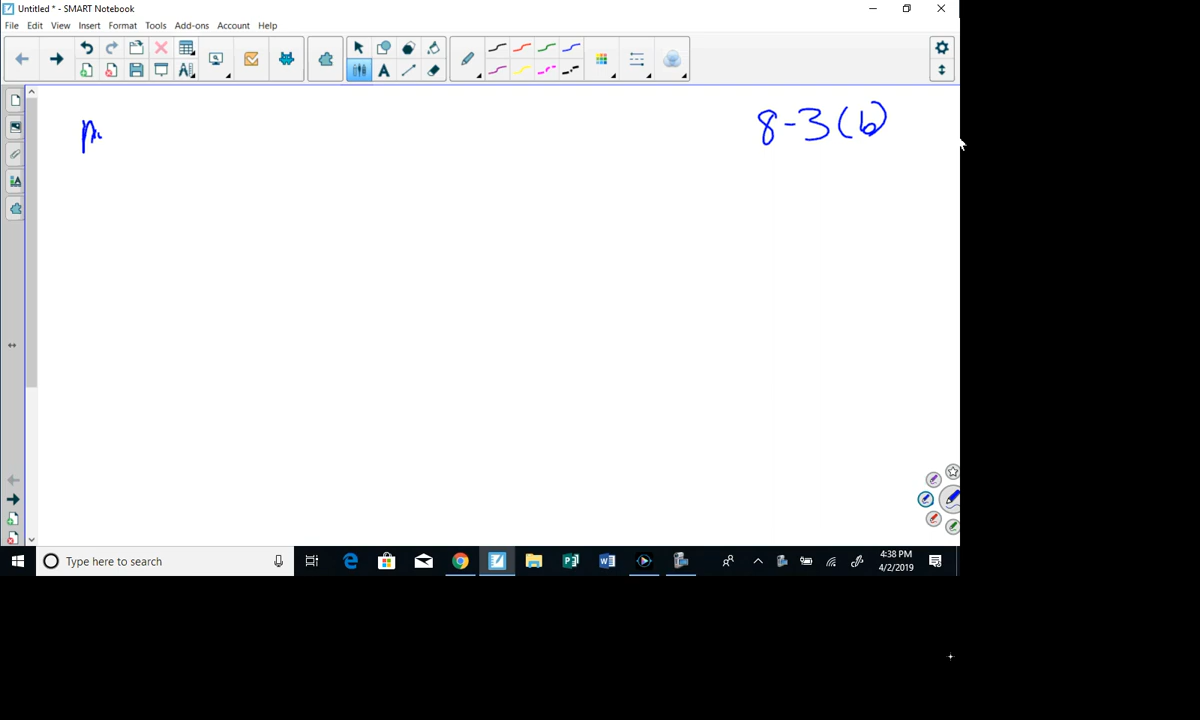 Untitled * - SMART Notebook
File Edit View Insert Format Tools Add-ons Account Help
8-3(b)
Type here to search
4:38 PM
4/2/2019